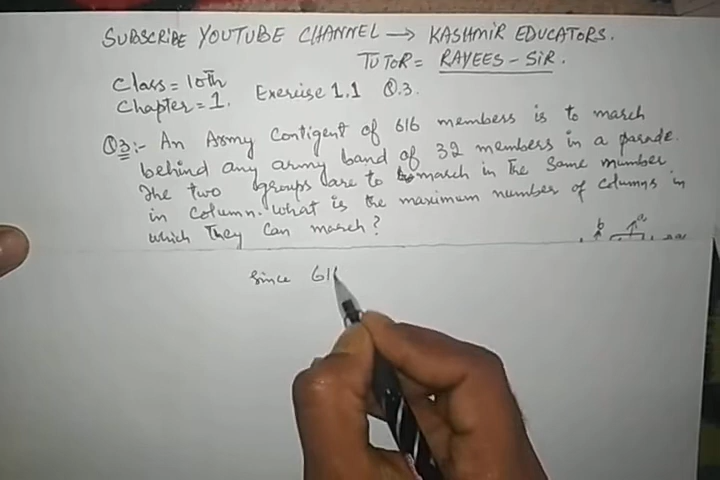 SUBSCRIBE YOUTUBE CHANNEL → KASHMIR EDUCATORS.
TUTOR = RAYEES - SIR.
Class = 10th
Chapter = 1. Exercise 1.1 Q.3.
Q3:- An Army Contigent of 616 members is to march
behind any army band of 32 members in a parade.
The two groups are to march in the same number
in column. What is the maximum number of columns in
which they can march?
Since 616